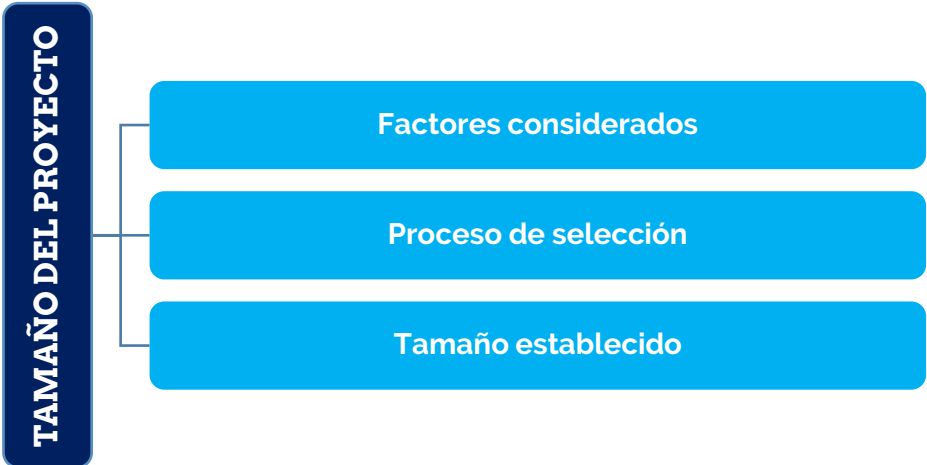 TAMAÑO DEL PROYECTO
Factores considerados
Proceso de selección
Tamaño establecido